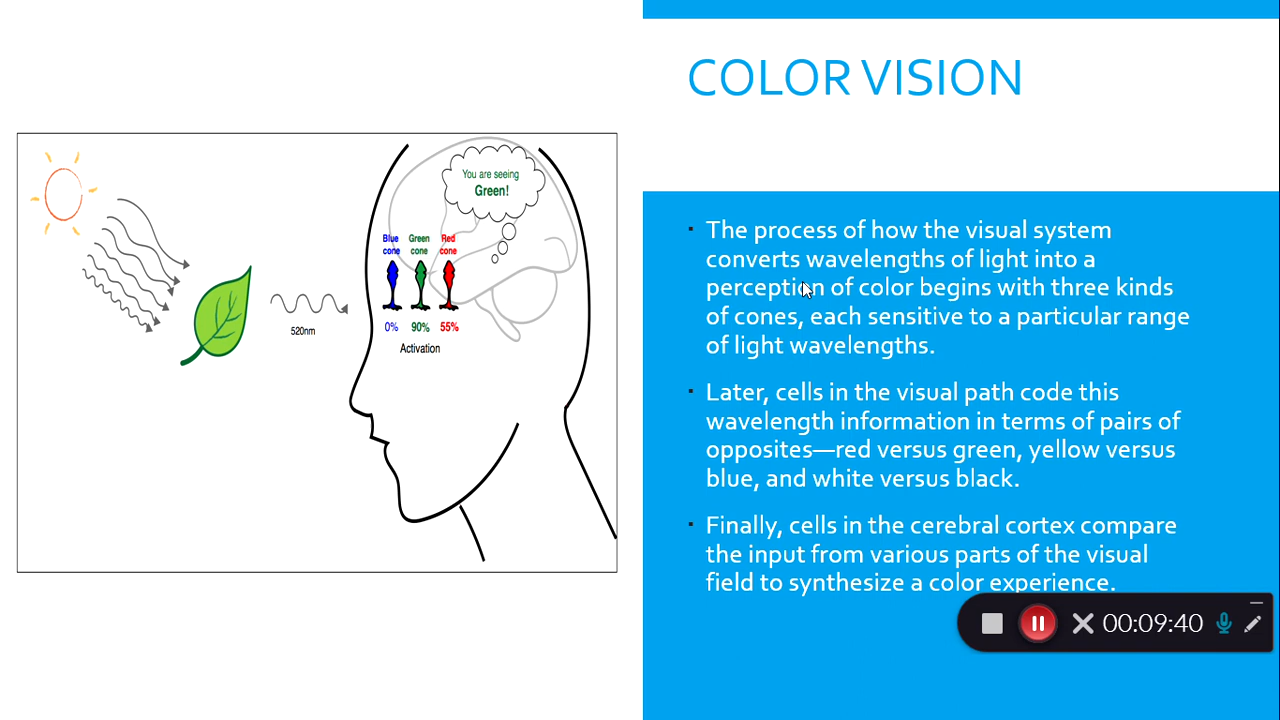 COLOR VISION
You are seeing
Green!
Blue cone
Green cone
Red cone
0% 90% 55%
Activation
520nm
▪ The process of how the visual system
converts wavelengths of light into a
perception of color begins with three kinds
of cones, each sensitive to a particular range
of light wavelengths.
▪ Later, cells in the visual path code this
wavelength information in terms of pairs of
opposites—red versus green, yellow versus
blue, and white versus black.
▪ Finally, cells in the cerebral cortex compare
the input from various parts of the visual
field to synthesize a color experience.
00:09:40